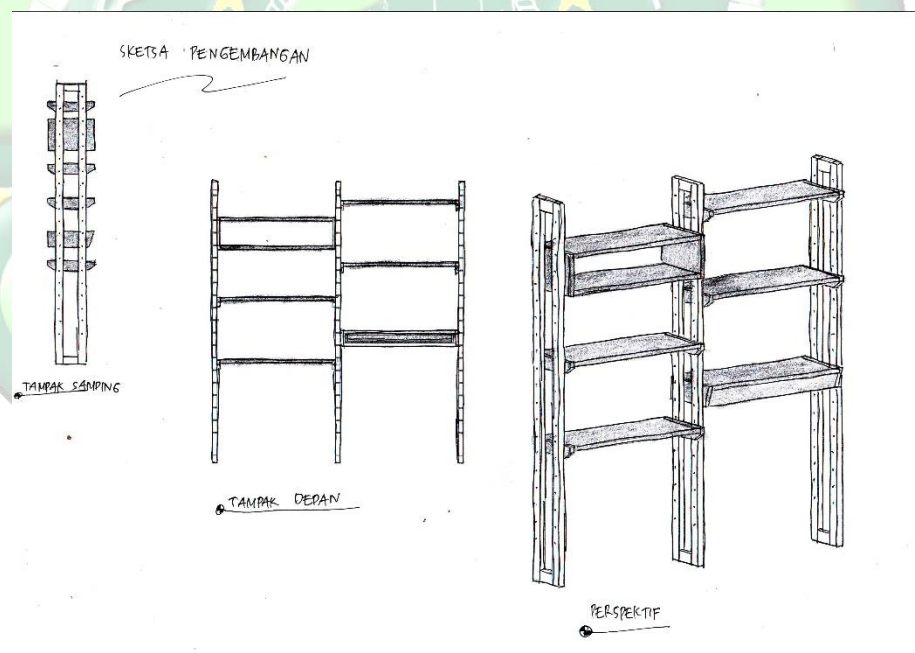 SKETSA PENGEMBANGAN
TAMPAK SAMPING
TAMPAK DEPAN
PERSPEKTIF